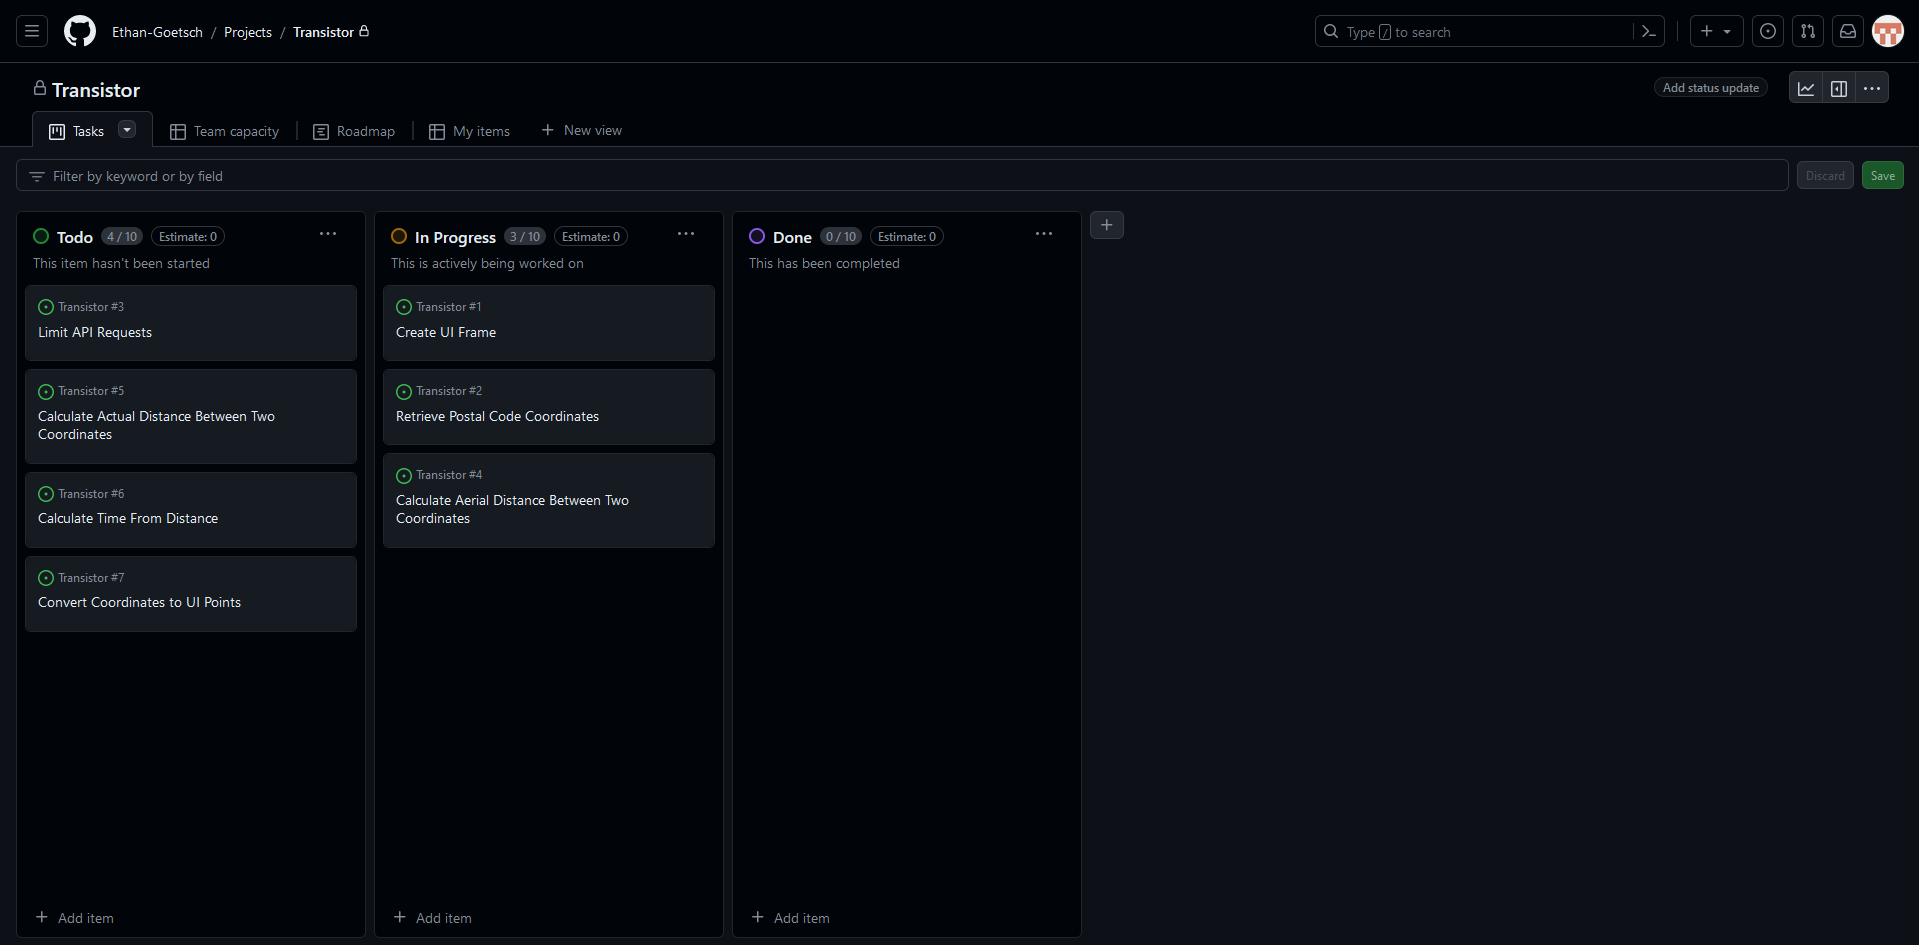 Ethan-Goetsch / Projects / Transistor
Type / to search
Transistor
Add status update
Tasks
Team capacity
Roadmap
My items
New view
Filter by keyword or by field
Discard
Save
Todo 4 / 10 Estimate: 0
This item hasn't been started
Transistor #3
Limit API Requests
Transistor #5
Calculate Actual Distance Between Two
Coordinates
Transistor #6
Calculate Time From Distance
Transistor #7
Convert Coordinates to UI Points
Add item
In Progress 3 / 10 Estimate: 0
This is actively being worked on
Transistor #1
Create UI Frame
Transistor #2
Retrieve Postal Code Coordinates
Transistor #4
Calculate Aerial Distance Between Two
Coordinates
Add item
Done 0 / 10 Estimate: 0
This has been completed
Add item